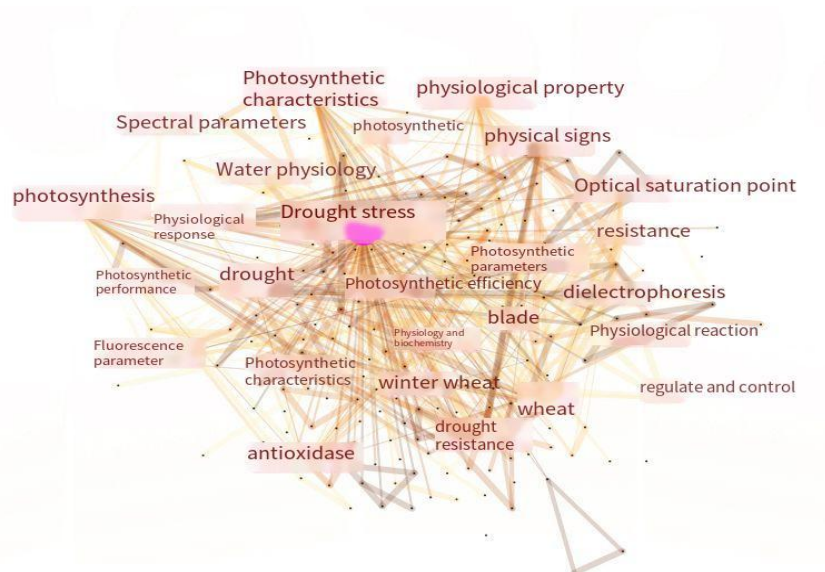 Photosynthetic
characteristics
physiological property
Spectral parameters
photosynthetic
physical signs
Water physiology
Optical saturation point
photosynthesis
Drought stress
Physiological
response
resistance
Photosynthetic
parameters
Photosynthetic
performance
drought
Photosynthetic efficiency
dielectrophoresis
blade
Physiology and
biochemistry
Physiological reaction
Fluorescence
parameter
Photosynthetic
characteristics
winter wheat
regulate and control
wheat
drought
resistance
antioxidase